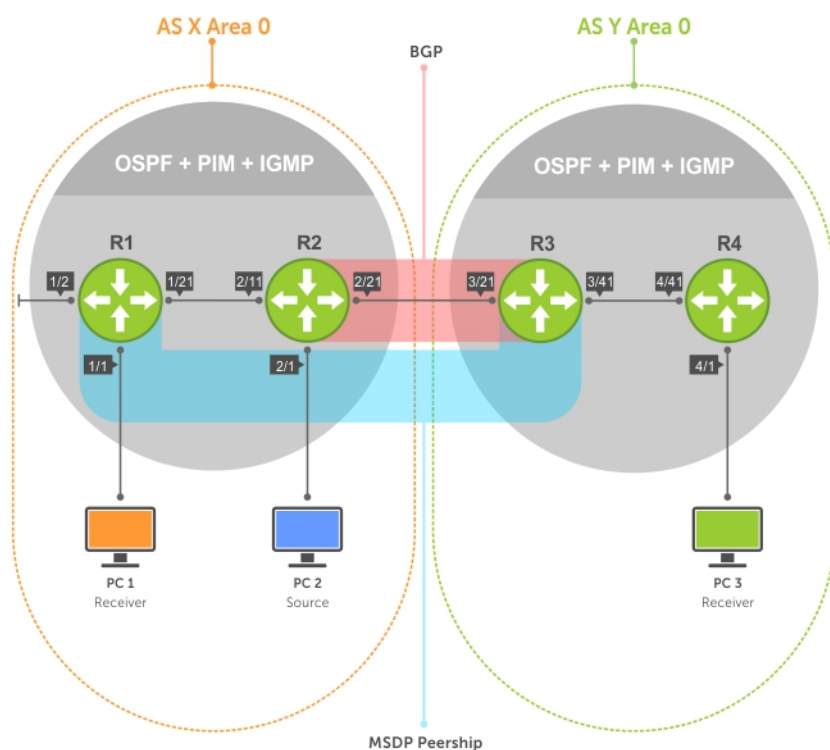 AS X Area 0
BGP
AS Y Area 0
OSPF + PIM + IGMP
OSPF + PIM + IGMP
R1
R2
R3
R4
1/2
1/21
2/11
2/21
3/21
3/41
4/41
1/1
2/1
4/1
PC 1
Receiver
PC 2
Source
PC 3
Receiver
MSDP Peership